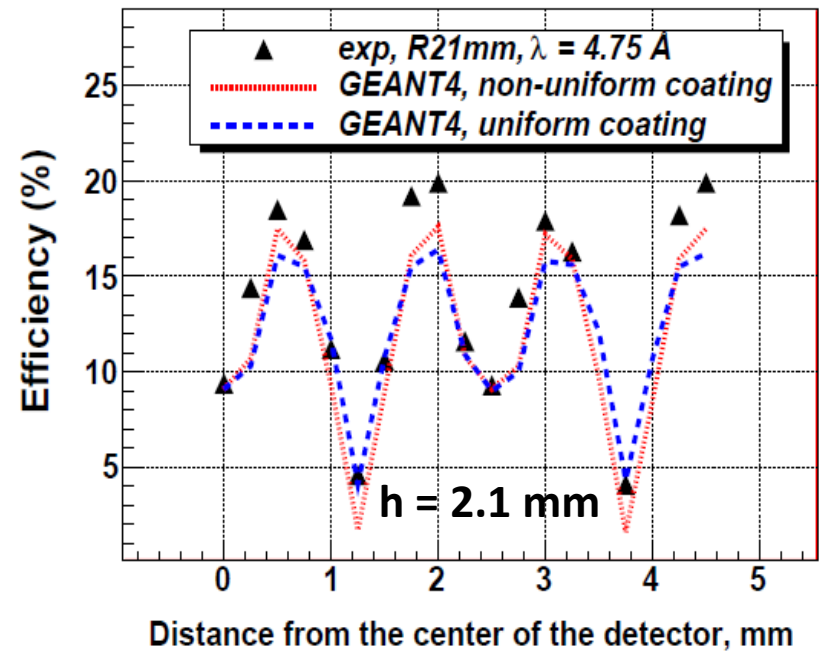 exp, R21mm, λ = 4.75 Å
GEANT4, non-uniform coating
GEANT4, uniform coating
Efficiency (%)
25
20
15
10
5
h = 2.1 mm
0 1 2 3 4 5
Distance from the center of the detector, mm